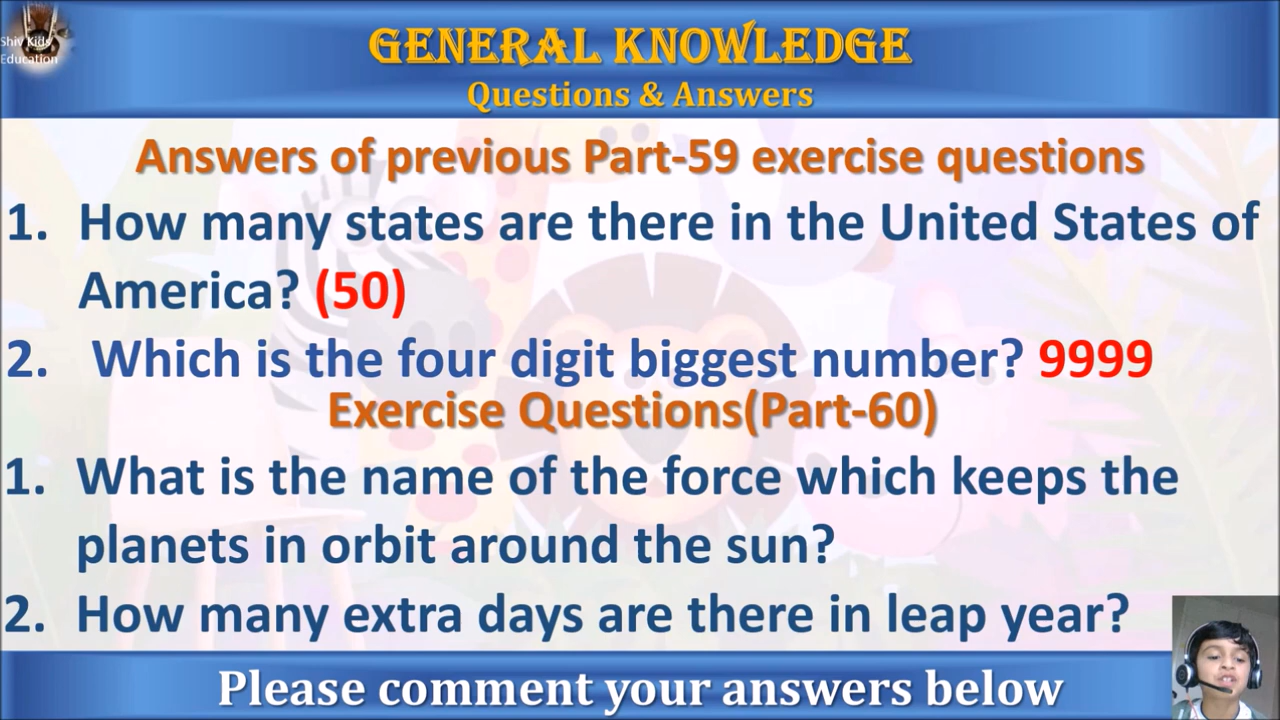 Shiv Kids
Education
GENERAL KNOWLEDGE
Questions & Answers
Answers of previous Part-59 exercise questions
1. How many states are there in the United States of
America? (50)
2. Which is the four digit biggest number? 9999
Exercise Questions(Part-60)
1. What is the name of the force which keeps the
planets in orbit around the sun?
2. How many extra days are there in leap year?
Please comment your answers below